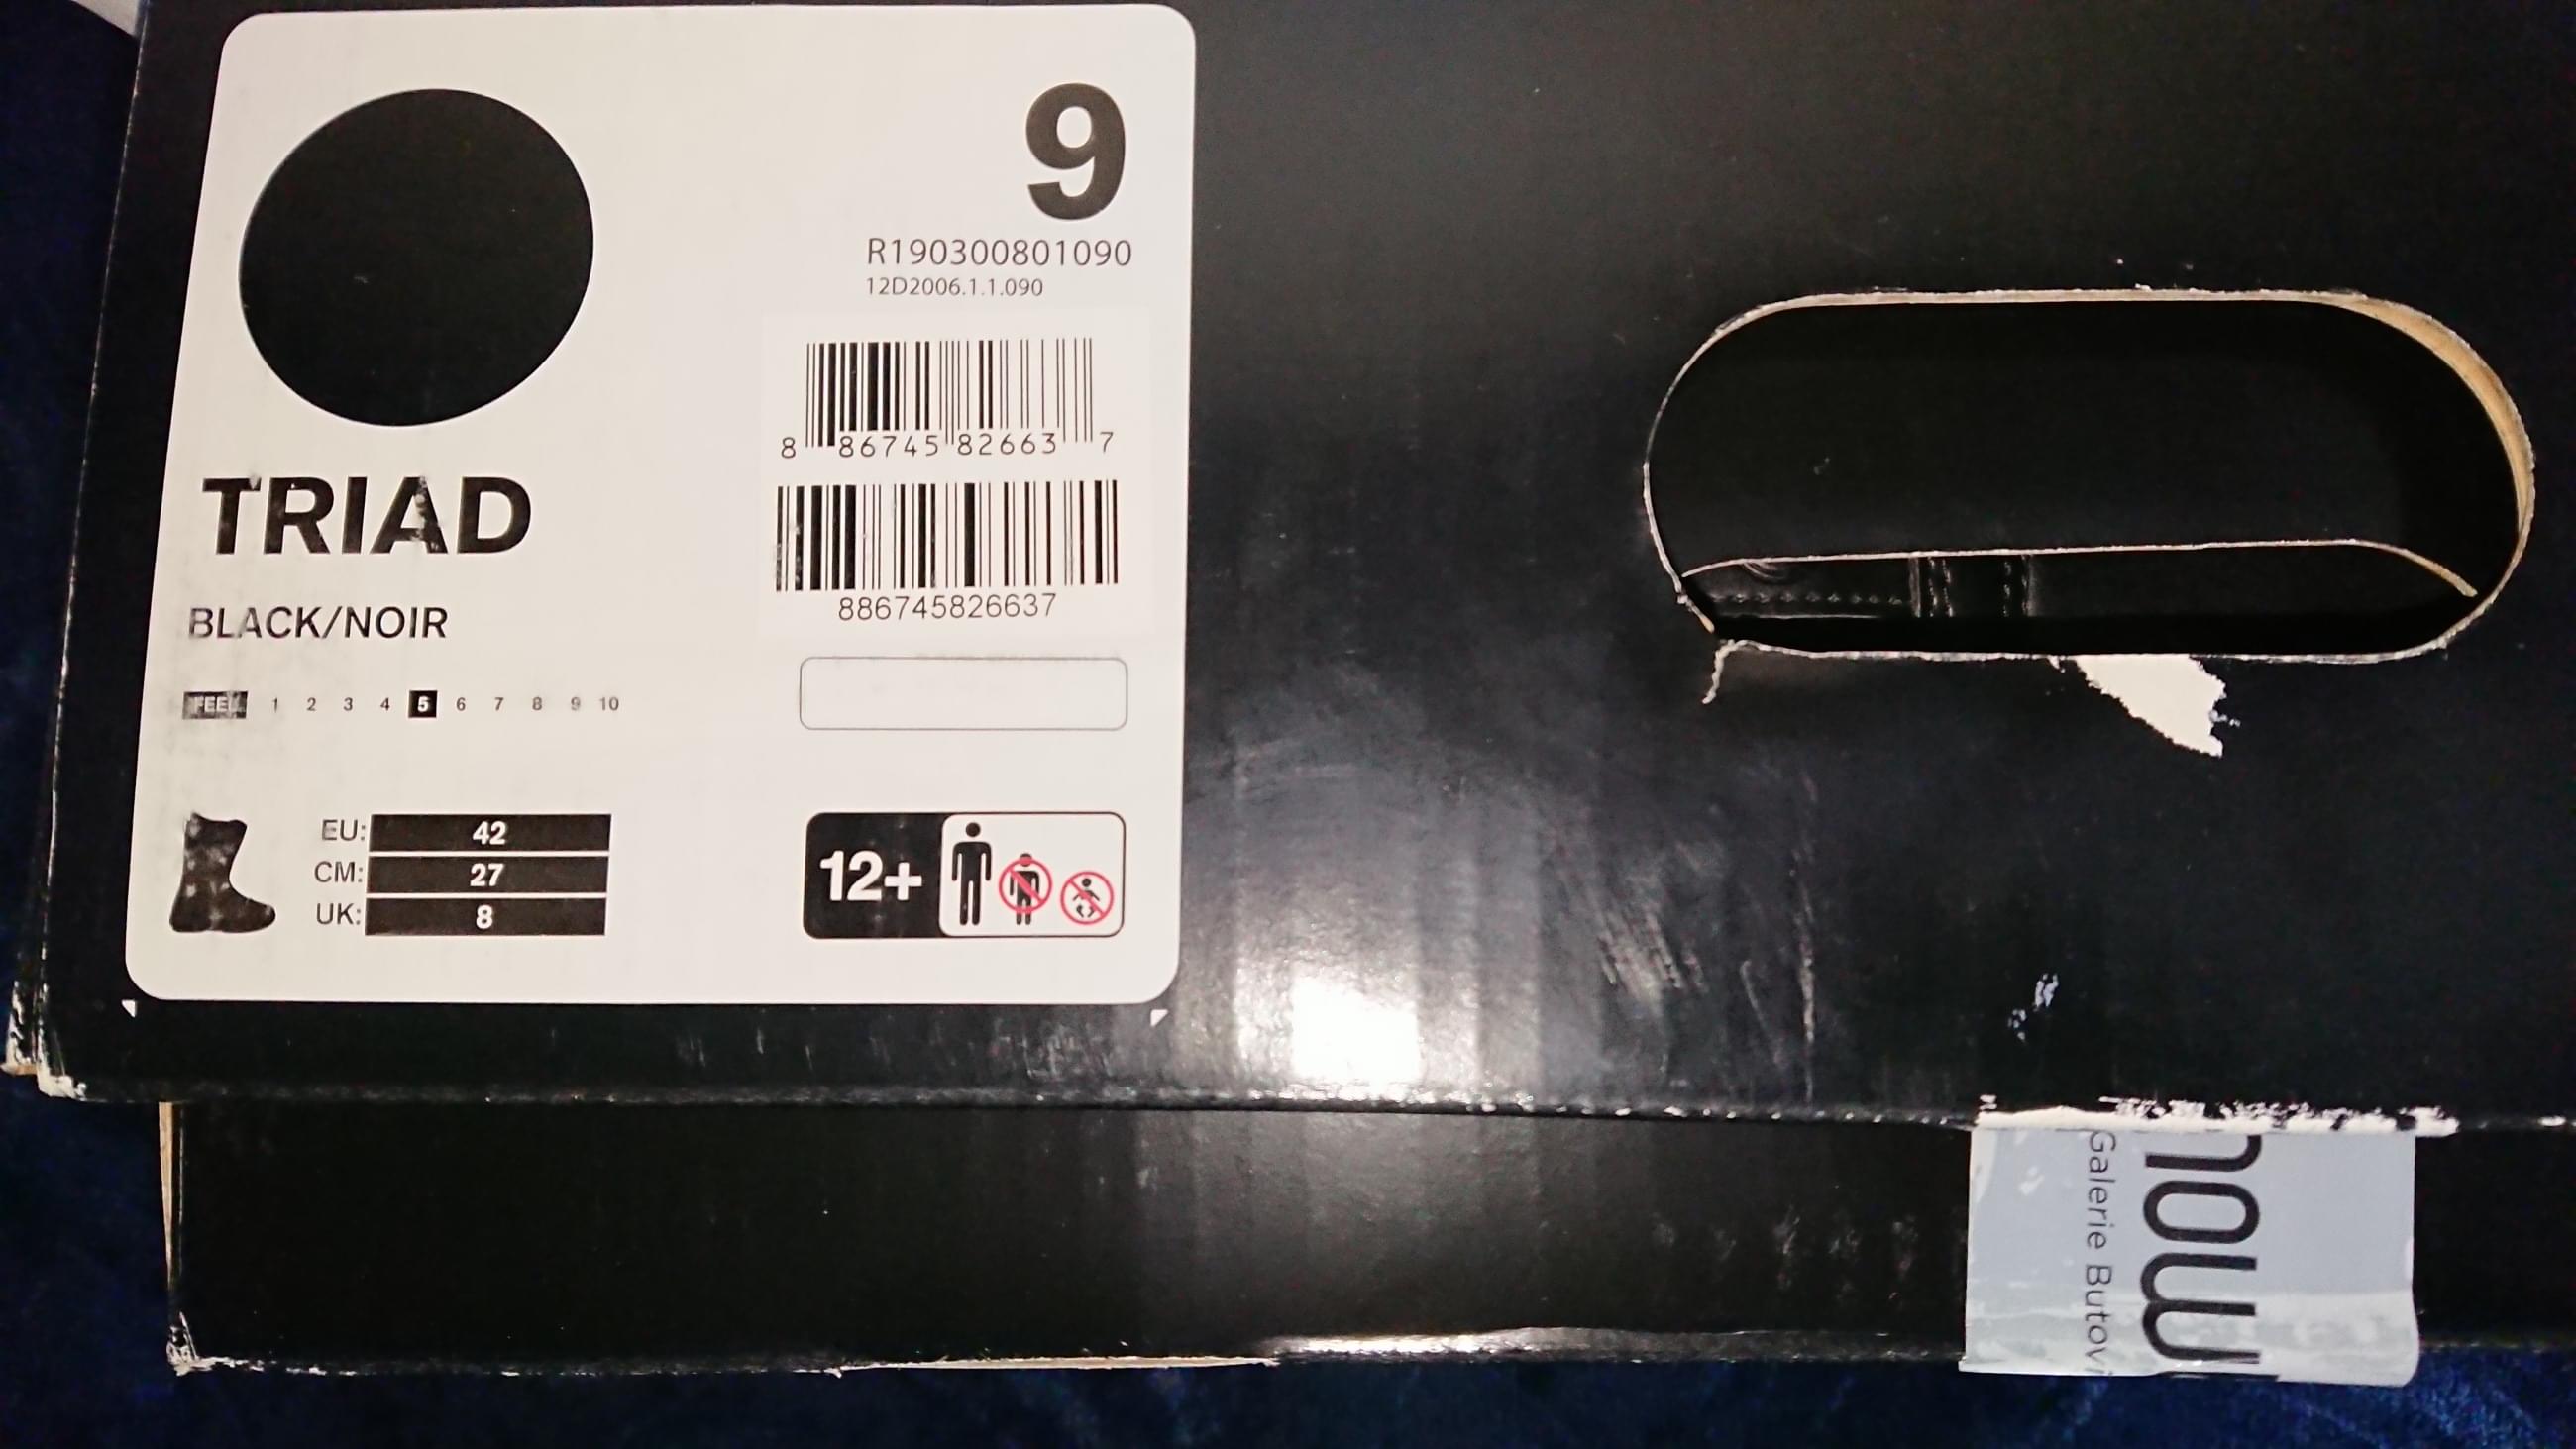 9
R190300801090
12D2006.1.1.090
8 86745 82663 7
886745826637
TRIAD
BLACK/NOIR
FEEL 1 2 3 4 5 6 7 8 9 10
EU: 42
CM: 27
UK: 8
12+
Galerie Butovi